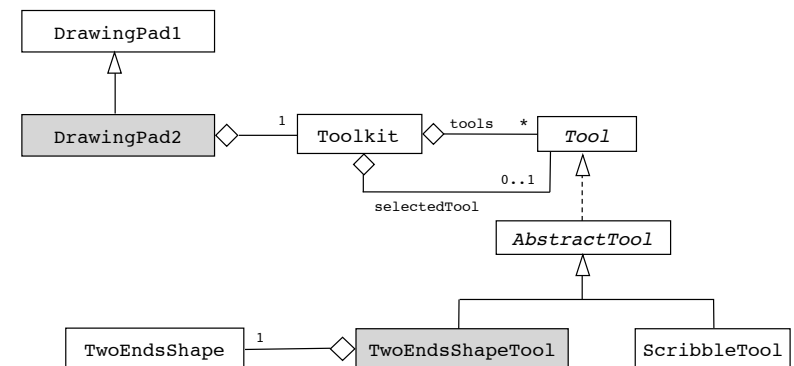 DrawingPad1
1
tools
*
DrawingPad2
Toolkit
Tool
0..1
selectedTool
AbstractTool
1
TwoEndsShape
TwoEndsShapeTool
ScribbleTool